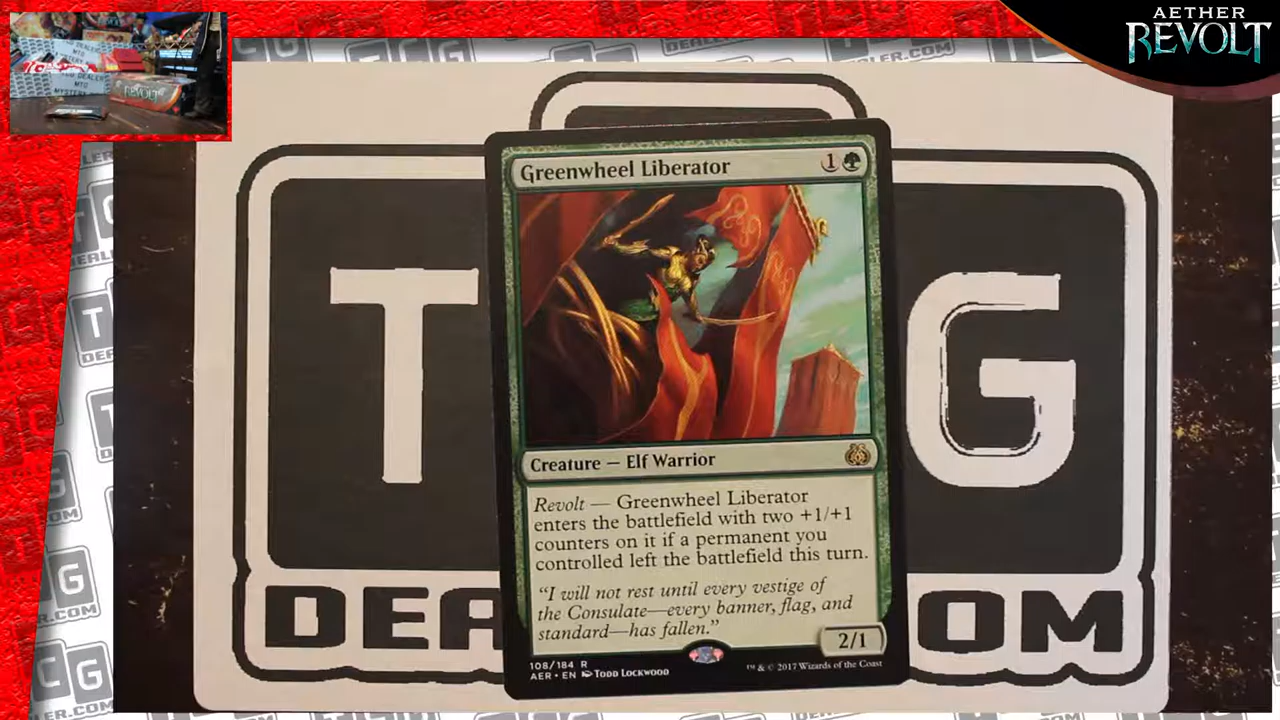 AETHER
REVOLT
REVOLT
Greenwheel Liberator 1
Creature — Elf Warrior
Revolt — Greenwheel Liberator
enters the battlefield with two +1/+1
counters on it if a permanent you
controlled left the battlefield this turn.
"I will not rest until every vestige of
the Consulate—every banner, flag, and
standard—has fallen."
2/1
108/184 R
AER • EN Todd Lockwood
™ & © 2017 Wizards of the Coast
T G